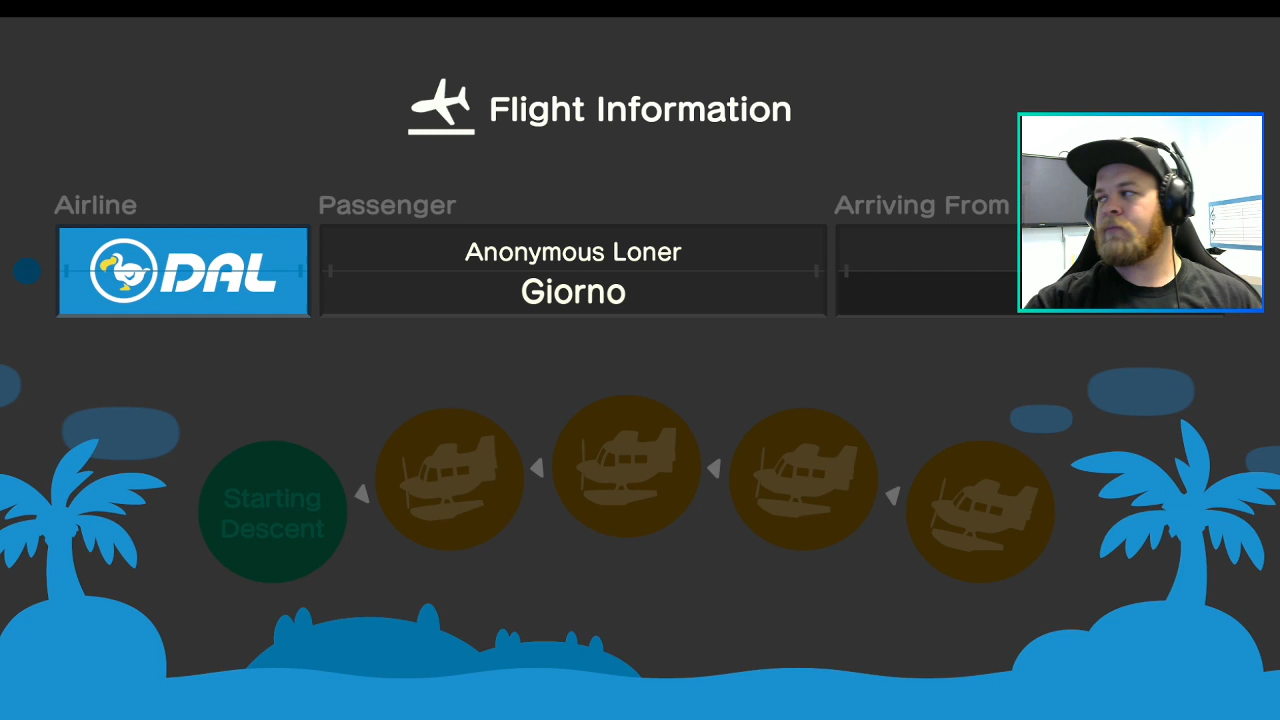 Flight Information
Airline
Passenger
Arriving From
DAL
Anonymous Loner
Giorno
Starting
Descent